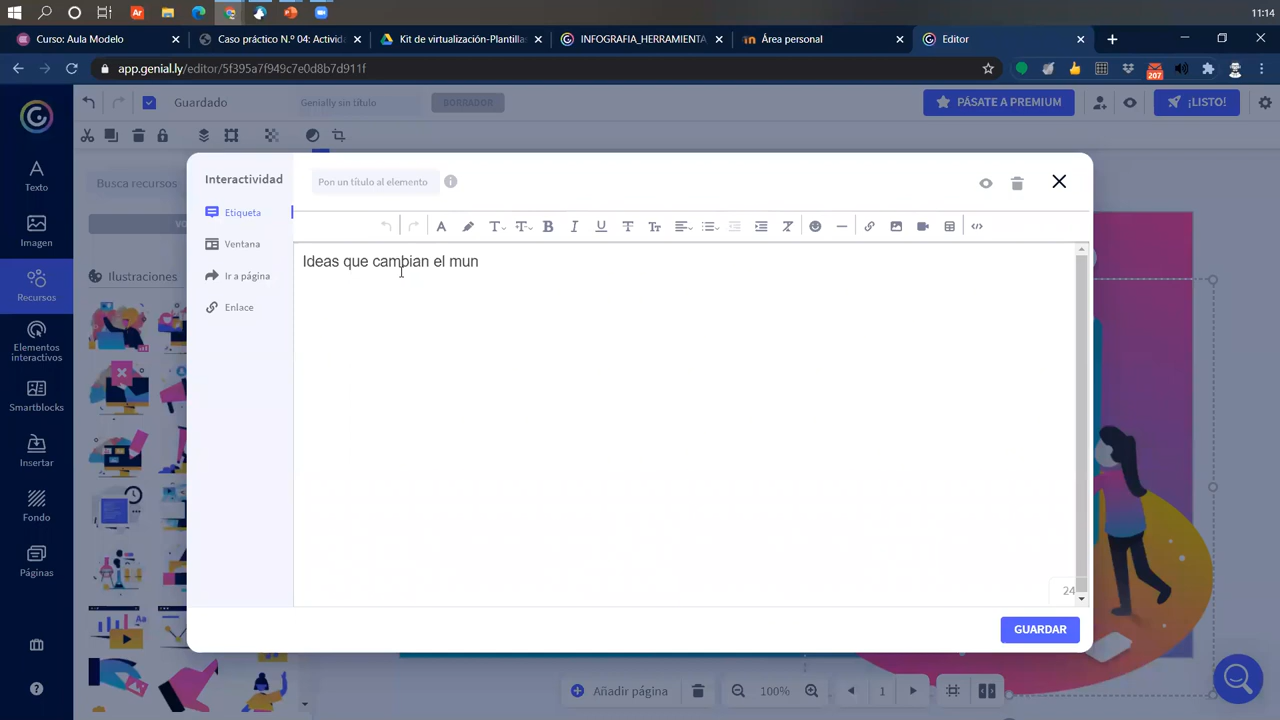 11:14
Curso: Aula Modelo
Caso práctico N.º 04: Activid
Kit de virtualización-Plantillas
INFOGRAFIA_HERRAMIENTA
Área personal
Editor
app.genial.ly/editor/5f395a7f949c7e0d8b7d911f
207
Guardado
Genially sin título
BORRADOR
PÁSATE A PREMIUM
¡LISTO!
Texto
Imagen
Recursos
Elementos
interactivos
Smartblocks
Insertar
Fondo
Páginas
Busca recursos
Ilustraciones
Interactividad
Pon un título al elemento
Etiqueta
Ventana
Ir a página
Enlace
Ideas que cambian el mun
24
GUARDAR
Añadir página
100%
1